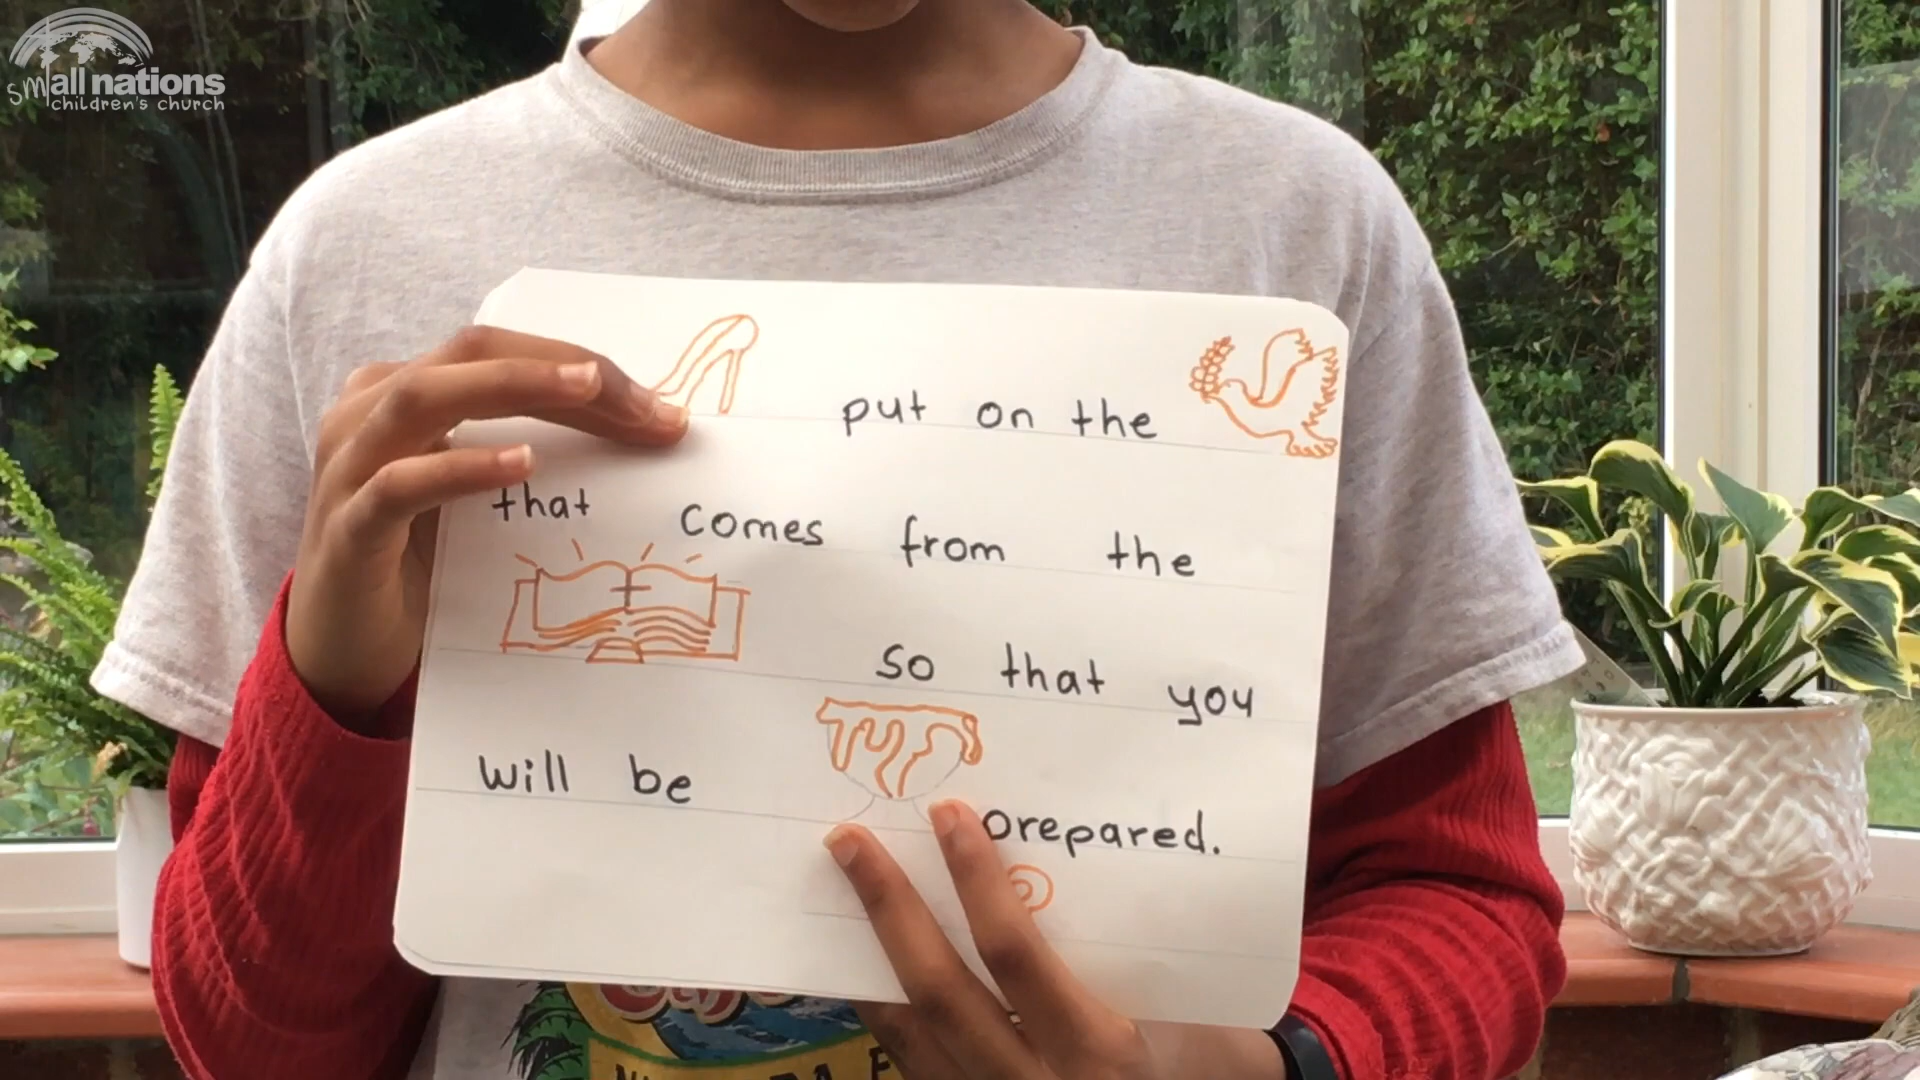 small nations
children's church
put on the
that comes from the
so that you
will be prepared.